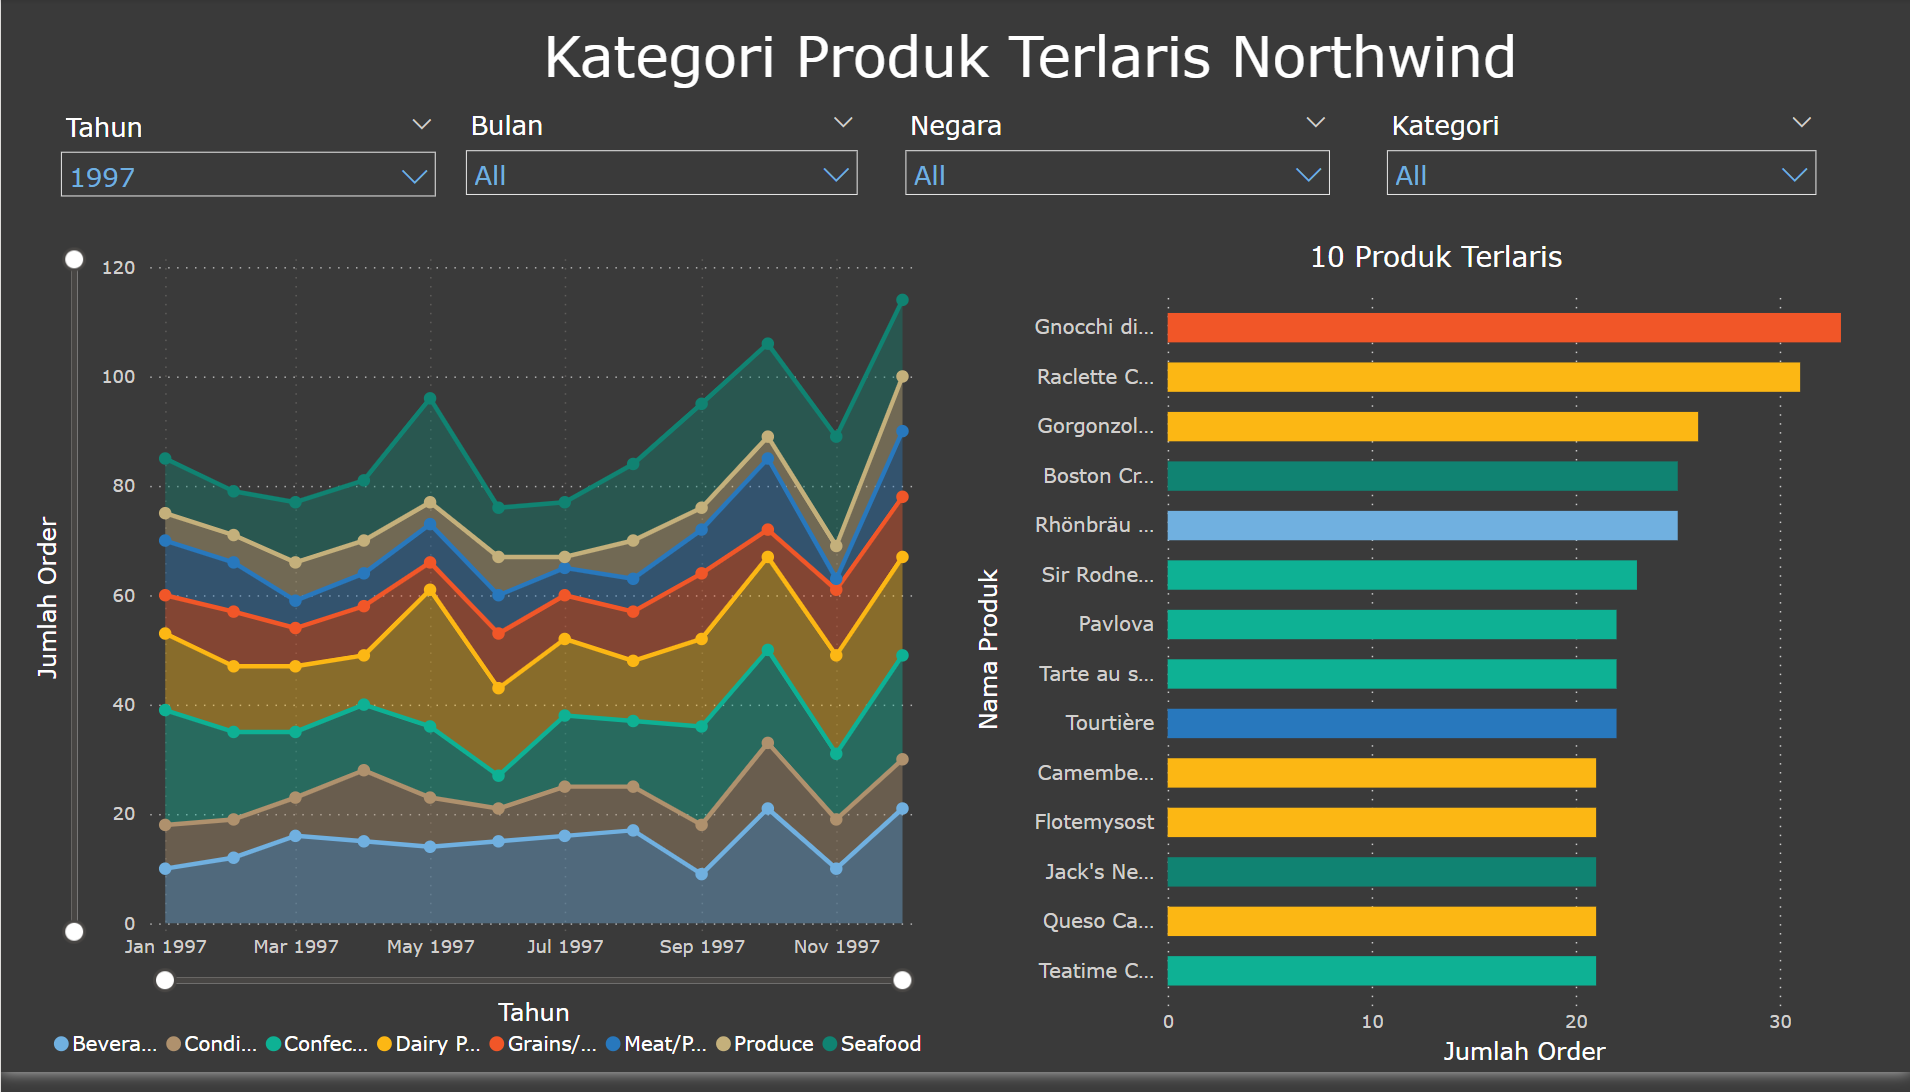 Kategori Produk Terlaris Northwind
Tahun
Bulan
Negara
Kategori
1997
All
All
All
Jumlah Order
120
100
80
60
40
20
0
Jan 1997
Mar 1997
May 1997
Jul 1997
Sep 1997
Nov 1997
Tahun
Bevera...
Condi...
Confec...
Dairy P...
Grains/...
Meat/P...
Produce
Seafood
10 Produk Terlaris
Nama Produk
Gnocchi di...
Raclette C...
Gorgonzol...
Boston Cr...
Rhönbräu ...
Sir Rodne...
Pavlova
Tarte au s...
Tourtière
Camembe...
Flotemysost
Jack's Ne...
Queso Ca...
Teatime C...
0
10
20
30
Jumlah Order